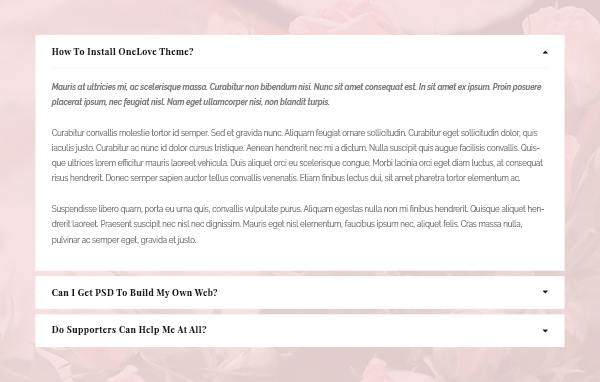 How To Install OneLove Theme?
Mauris at ultricies mi, ac scelerisque massa. Curabitur non bibendum nisi. Nunc sit amet consequat est. In sit amet ex ipsum. Proin posuere
placerat ipsum, nec feugiat nisl. Nam eget ullamcorper nisi, non blandit turpis.
Curabitur convallis molestie tortor id semper. Sed et gravida nunc. Aliquam feugiat ornare sollicitudin. Curabitur eget sollicitudin dolor, quis
iaculis justo. Curabitur ac nunc id dolor cursus tristique. Aenean hendrerit nec mi a dictum. Nulla suscipit quis augue facilisis convallis. Quis-
que ultrices lorem efficitur mauris laoreet vehicula. Duis aliquet orci eu scelerisque congue. Morbi lacinia orci eget diam luctus, at consequat
risus hendrerit. Donec semper sapien auctor tellus convallis venenatis. Etiam finibus lectus dui, sit amet pharetra tortor elementum ac.
Suspendisse libero quam, porta eu urna quis, convallis vulputate purus. Aliquam egestas nulla non mi finibus hendrerit. Quisque aliquet hen-
drerit laoreet. Praesent suscipit nisl nec dignissim. Mauris eget nisl elementum, faucibus ipsum nec, aliquet felis. Cras massa nulla,
pulvinar ac semper eget, gravida et justo.
Can I Get PSD To Build My Own Web?
Do Supporters Can Help Me At All?